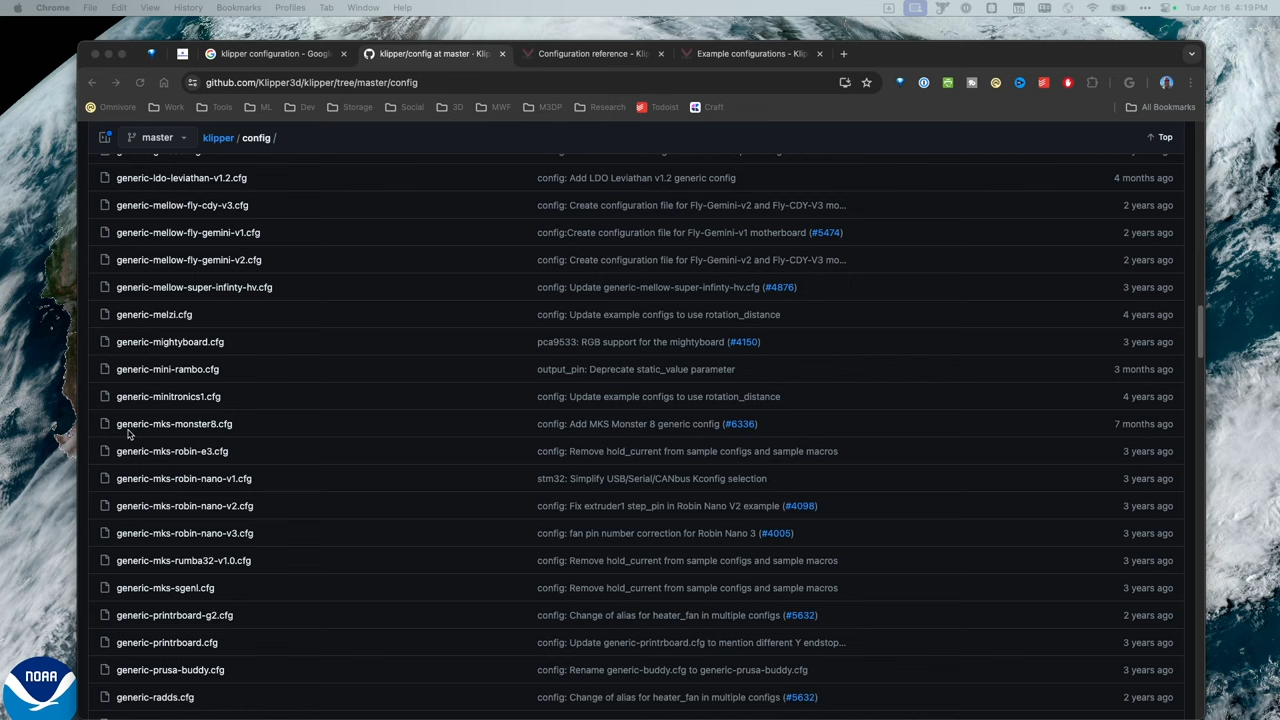 Chrome File Edit View History Bookmarks Profiles Tab Window Help 16 Tue Apr 16 4:19 PM
klipper configuration - Googl klipper/config at master · Klip Configuration reference - Klip Example configurations - Klip
github.com/Klipper3d/klipper/tree/master/config
Omnivore Work Tools ML Dev Storage Social 3D MWF M3DP Research Todoist Craft All Bookmarks
master klipper / config / Top
generic-ldo-leviathan-v1.2.cfg config: Add LDO Leviathan v1.2 generic config 4 months ago
generic-mellow-fly-cdy-v3.cfg config: Create configuration file for Fly-Gemini-v2 and Fly-CDY-V3 mo... 2 years ago
generic-mellow-fly-gemini-v1.cfg config:Create configuration file for Fly-Gemini-v1 motherboard (#5474) 2 years ago
generic-mellow-fly-gemini-v2.cfg config: Create configuration file for Fly-Gemini-v2 and Fly-CDY-V3 mo... 2 years ago
generic-mellow-super-infinty-hv.cfg config: Update generic-mellow-super-infinty-hv.cfg (#4876) 3 years ago
generic-melzi.cfg config: Update example configs to use rotation_distance 4 years ago
generic-mightyboard.cfg pca9533: RGB support for the mightyboard (#4150) 3 years ago
generic-mini-rambo.cfg output_pin: Deprecate static_value parameter 3 months ago
generic-minitronics1.cfg config: Update example configs to use rotation_distance 4 years ago
generic-mks-monster8.cfg config: Add MKS Monster 8 generic config (#6336) 7 months ago
generic-mks-robin-e3.cfg config: Remove hold_current from sample configs and sample macros 3 years ago
generic-mks-robin-nano-v1.cfg stm32: Simplify USB/Serial/CANbus Kconfig selection 3 years ago
generic-mks-robin-nano-v2.cfg config: Fix extruder1 step_pin in Robin Nano V2 example (#4098) 3 years ago
generic-mks-robin-nano-v3.cfg config: fan pin number correction for Robin Nano 3 (#4005) 3 years ago
generic-mks-rumba32-v1.0.cfg config: Remove hold_current from sample configs and sample macros 3 years ago
generic-mks-sgenl.cfg config: Remove hold_current from sample configs and sample macros 3 years ago
generic-printrboard-g2.cfg config: Change of alias for heater_fan in multiple configs (#5632) 2 years ago
generic-printrboard.cfg config: Update generic-printrboard.cfg to mention different Y endstop... 3 years ago
generic-prusa-buddy.cfg config: Rename generic-buddy.cfg to generic-prusa-buddy.cfg 3 years ago
generic-radds.cfg config: Change of alias for heater_fan in multiple configs (#5632) 2 years ago
NOAA